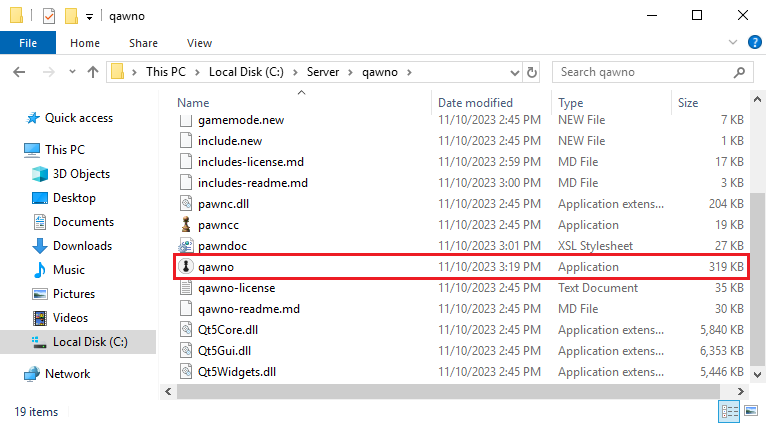 qawno
File Home Share View
This PC Local Disk (C:) Server qawno Search qawno
Name Date modified Type Size
Quick access
This PC
3D Objects
Desktop
Documents
Downloads
Music
Pictures
Videos
Local Disk (C:)
Network
gamemode.new 11/10/2023 2:45 PM NEW File 7 KB
include.new 11/10/2023 2:45 PM NEW File 1 KB
includes-license.md 11/10/2023 2:59 PM MD File 17 KB
includes-readme.md 11/10/2023 3:00 PM MD File 3 KB
pawnc.dll 11/10/2023 2:45 PM Application extens... 204 KB
pawncc 11/10/2023 2:45 PM Application 19 KB
pawndoc 11/10/2023 3:01 PM XSL Stylesheet 27 KB
qawno 11/10/2023 3:19 PM Application 319 KB
qawno-license 11/10/2023 2:45 PM Text Document 35 KB
qawno-readme.md 11/10/2023 2:45 PM MD File 30 KB
Qt5Core.dll 11/10/2023 2:45 PM Application extens... 5,840 KB
Qt5Gui.dll 11/10/2023 2:45 PM Application extens... 6,353 KB
Qt5Widgets.dll 11/10/2023 2:45 PM Application extens... 5,446 KB
19 items